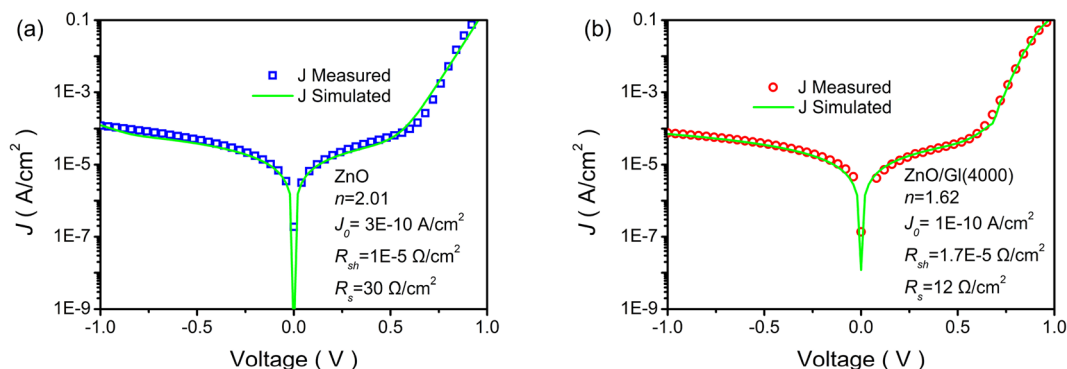 (a)
0.1
1E-3
1E-5
1E-7
1E-9
J ( A/cm²)
J Measured
J Simulated
ZnO
n=2.01
J₀= 3E-10 A/cm²
Rsh=1E-5 Ω/cm²
Rs=30 Ω/cm²
-1.0 -0.5 0.0 0.5 1.0
Voltage ( V )
(b)
0.1
1E-3
1E-5
1E-7
1E-9
J ( A/cm²)
J Measured
J Simulated
ZnO/Gl(4000)
n=1.62
J₀= 1E-10 A/cm²
Rsh=1.7E-5 Ω/cm²
Rs=12 Ω/cm²
-1.0 -0.5 0.0 0.5 1.0
Voltage ( V )